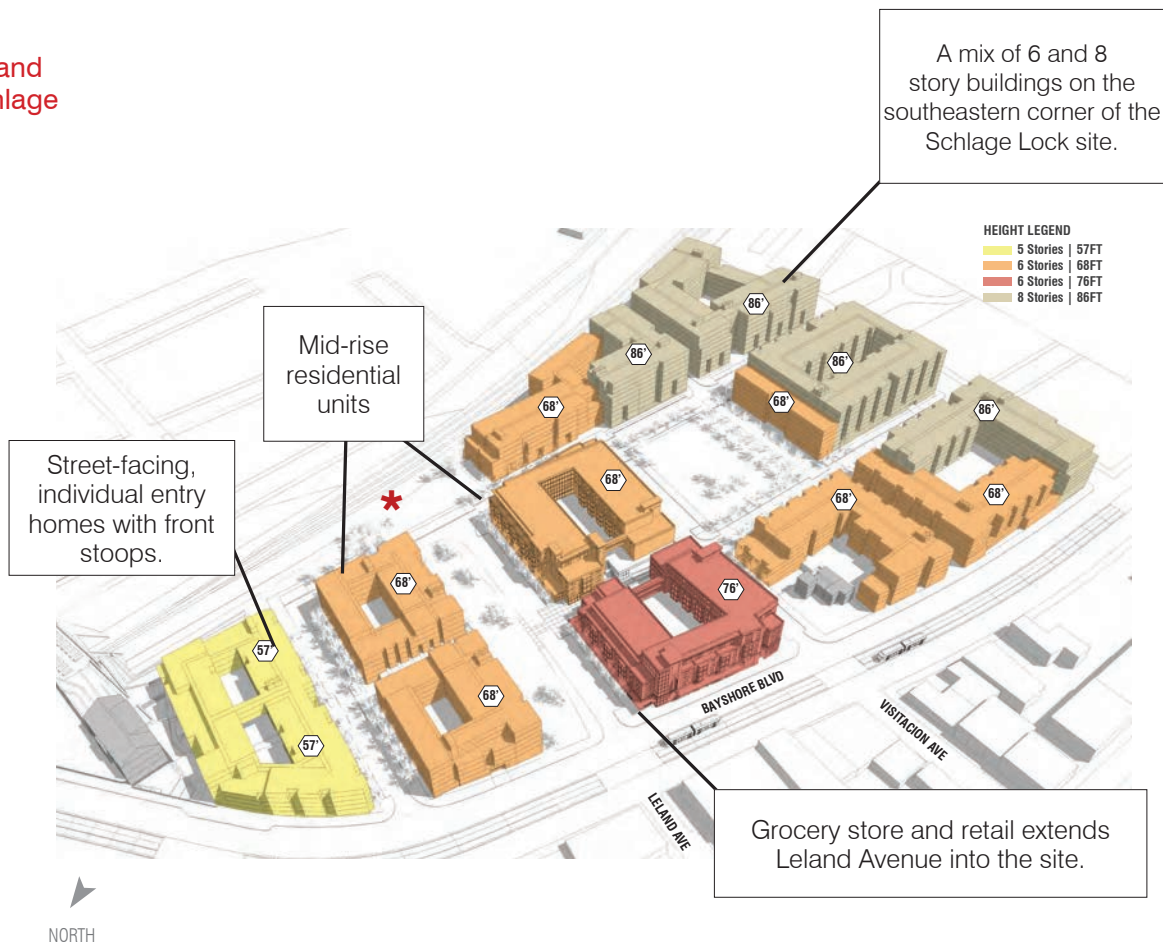 and
hlage
A mix of 6 and 8
story buildings on the
southeastern corner of the
Schlage Lock site.
HEIGHT LEGEND
5 Stories | 57FT
6 Stories | 68FT
6 Stories | 76FT
8 Stories | 86FT
Mid-rise
residential
units
Street-facing,
individual entry
homes with front
stoops.
86'
86'
86'
68'
68'
86'
68'
68'
68'
*
68'
76'
57'
68'
57'
BAYSHORE BLVD
VISITACION AVE
LELAND AVE
Grocery store and retail extends
Leland Avenue into the site.
NORTH